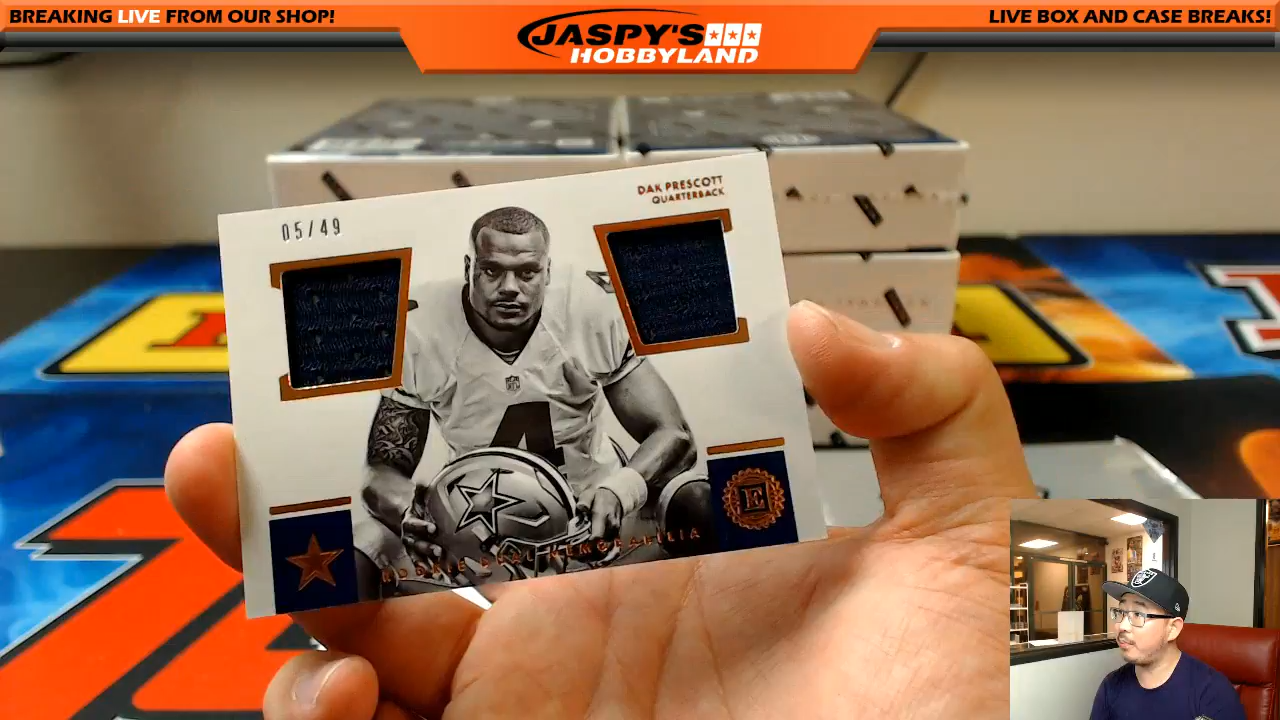 BREAKING LIVE FROM OUR SHOP!
JASPY'S
HOBBYLAND
LIVE BOX AND CASE BREAKS!
05/49
DAK PRESCOTT
QUARTERBACK
4
E
ROOKIE DUAL MEMORABILIA